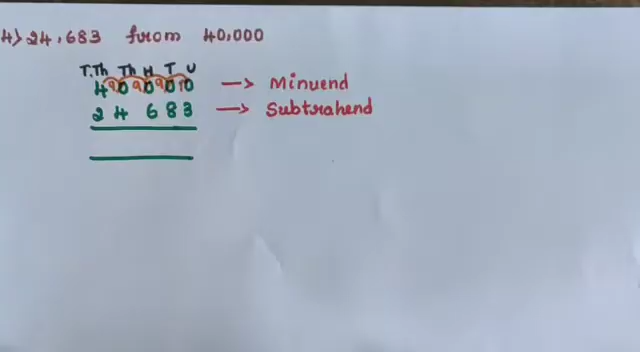 4) 24,683 from 40,000
T.Th Th H T U
4 0 0 0 0 → Minuend
2 4 6 8 3 → Subtrahend